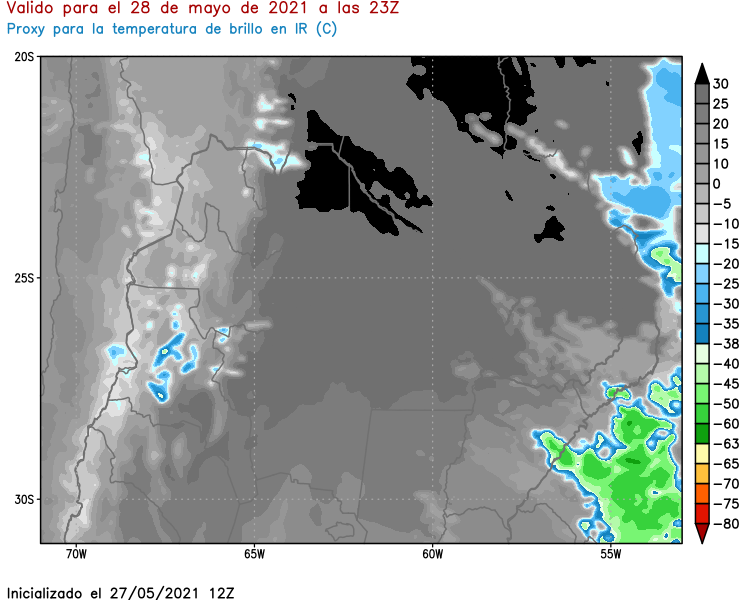 Valido para el 28 de mayo de 2021 a las 23Z
Proxy para la temperatura de brillo en IR (C)
20S
25S
30S
70W
65W
60W
55W
30
25
20
15
10
0
−5
−10
−15
−20
−25
−30
−35
−38
−40
−45
−50
−60
−63
−65
−70
−75
−80
Inicializado el 27/05/2021 12Z